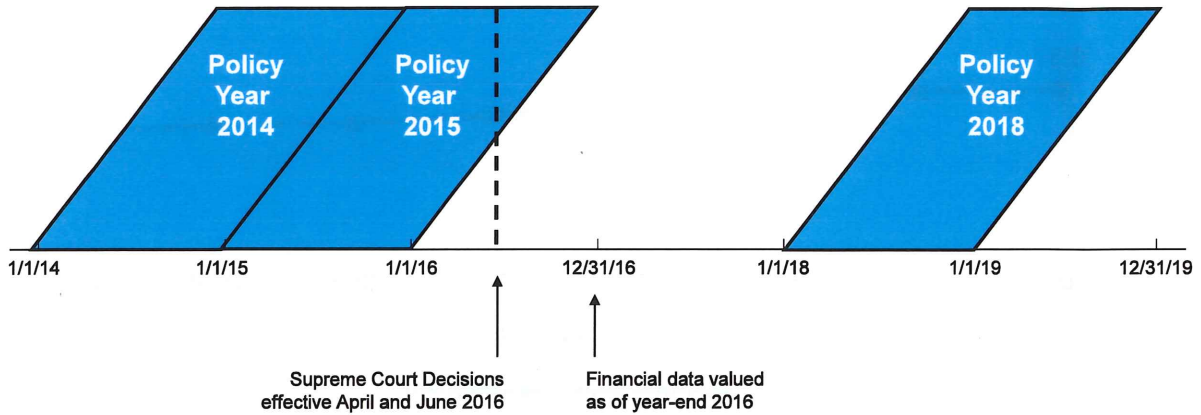 Policy
Year
2014
Policy
Year
2015
Policy
Year
2018
1/1/14
1/1/15
1/1/16
12/31/16
1/1/18
1/1/19
12/31/19
Supreme Court Decisions
effective April and June 2016
Financial data valued
as of year-end 2016